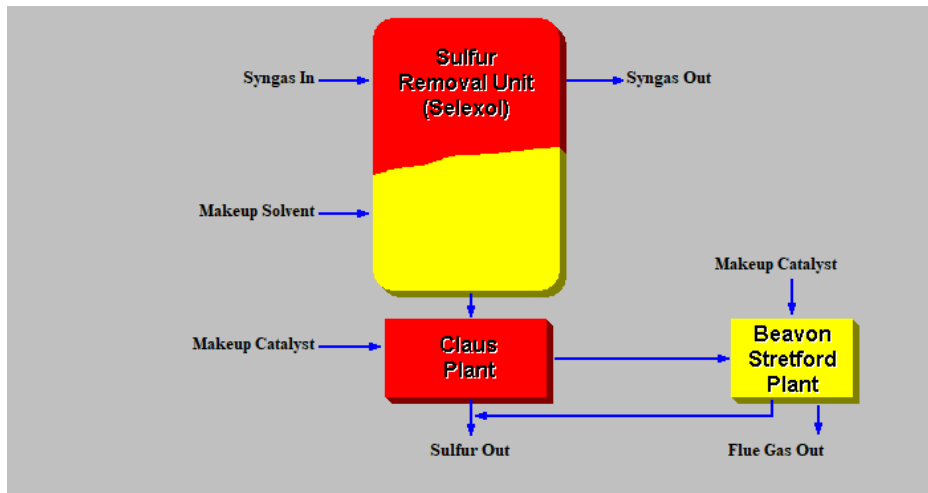 Sulfur
Removal Unit
(Selexol)
Syngas In
Syngas Out
Makeup Solvent
Makeup Catalyst
Makeup Catalyst
Claus
Plant
Beavon
Stretford
Plant
Sulfur Out
Flue Gas Out